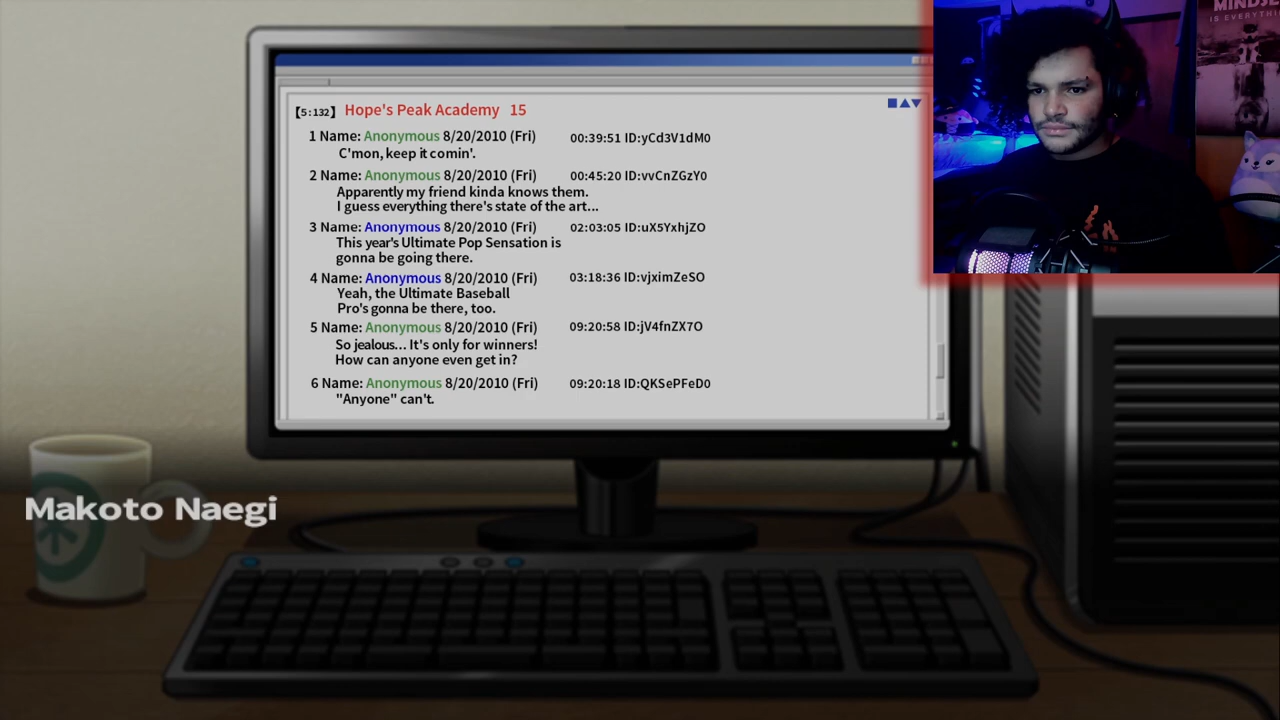 MINDSE
IS EVERYTHIN
【5:132】 Hope's Peak Academy 15
1 Name: Anonymous 8/20/2010 (Fri) 00:39:51 ID:yCd3V1dM0
C'mon, keep it comin'.
2 Name: Anonymous 8/20/2010 (Fri) 00:45:20 ID:vvCnZGzY0
Apparently my friend kinda knows them.
I guess everything there's state of the art...
3 Name: Anonymous 8/20/2010 (Fri) 02:03:05 ID:uX5YxhjZO
This year's Ultimate Pop Sensation is
gonna be going there.
4 Name: Anonymous 8/20/2010 (Fri) 03:18:36 ID:vjximZeSO
Yeah, the Ultimate Baseball
Pro's gonna be there, too.
5 Name: Anonymous 8/20/2010 (Fri) 09:20:58 ID:jV4fnZX7O
So jealous... It's only for winners!
How can anyone even get in?
6 Name: Anonymous 8/20/2010 (Fri) 09:20:18 ID:QKSePFeD0
"Anyone" can't.
Makoto Naegi